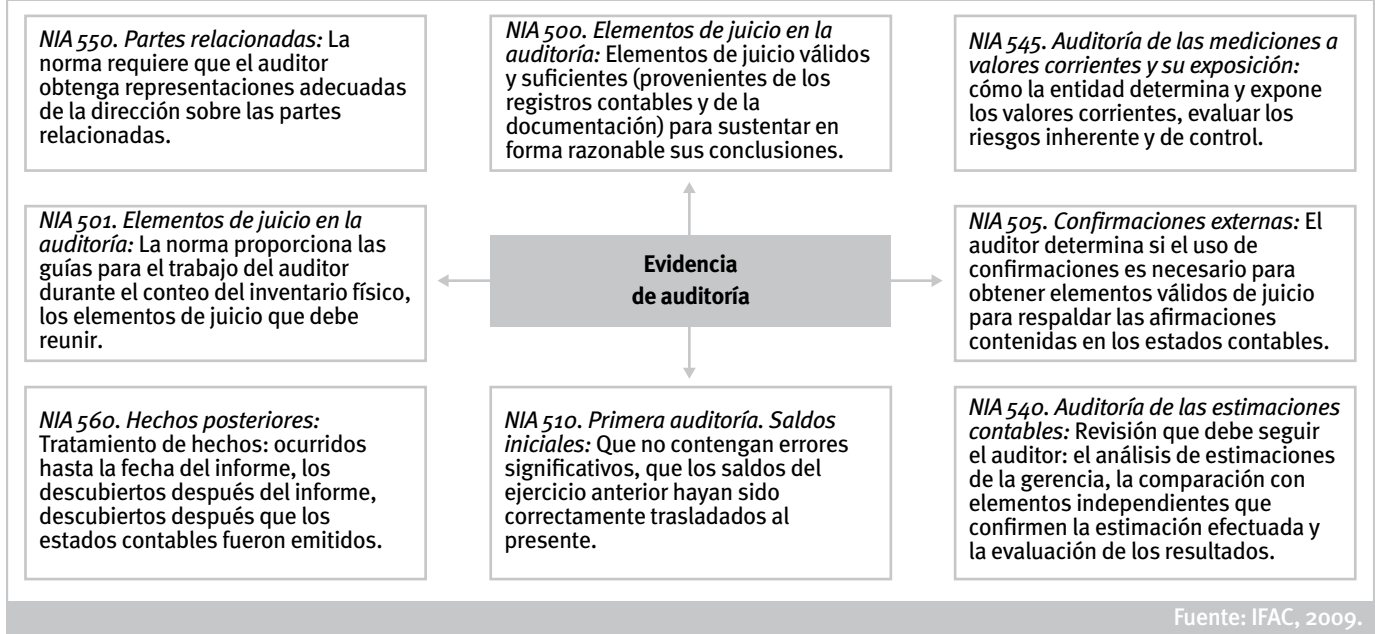 NIA 550. Partes relacionadas: La
norma requiere que el auditor
obtenga representaciones adecuadas
de la dirección sobre las partes
relacionadas.
NIA 500. Elementos de juicio en la
auditoría: Elementos de juicio válidos
y suficientes (provenientes de los
registros contables y de la
documentación) para sustentar en
forma razonable sus conclusiones.
NIA 545. Auditoría de las mediciones a
valores corrientes y su exposición:
cómo la entidad determina y expone
los valores corrientes, evaluar los
riesgos inherente y de control.
NIA 501. Elementos de juicio en la
auditoría: La norma proporciona las
guías para el trabajo del auditor
durante el conteo del inventario físico,
los elementos de juicio que debe
reunir.
Evidencia
de auditoría
NIA 505. Confirmaciones externas: El
auditor determina si el uso de
confirmaciones es necesario para
obtener elementos válidos de juicio
para respaldar las afirmaciones
contenidas en los estados contables.
NIA 560. Hechos posteriores:
Tratamiento de hechos: ocurridos
hasta la fecha del informe, los
descubiertos después del informe,
descubiertos después que los
estados contables fueron emitidos.
NIA 510. Primera auditoría. Saldos
iniciales: Que no contengan errores
significativos, que los saldos del
ejercicio anterior hayan sido
correctamente trasladados al
presente.
NIA 540. Auditoría de las estimaciones
contables: Revisión que debe seguir
el auditor: el análisis de estimaciones
de la gerencia, la comparación con
elementos independientes que
confirmen la estimación efectuada y
la evaluación de los resultados.
Fuente: IFAC, 2009.